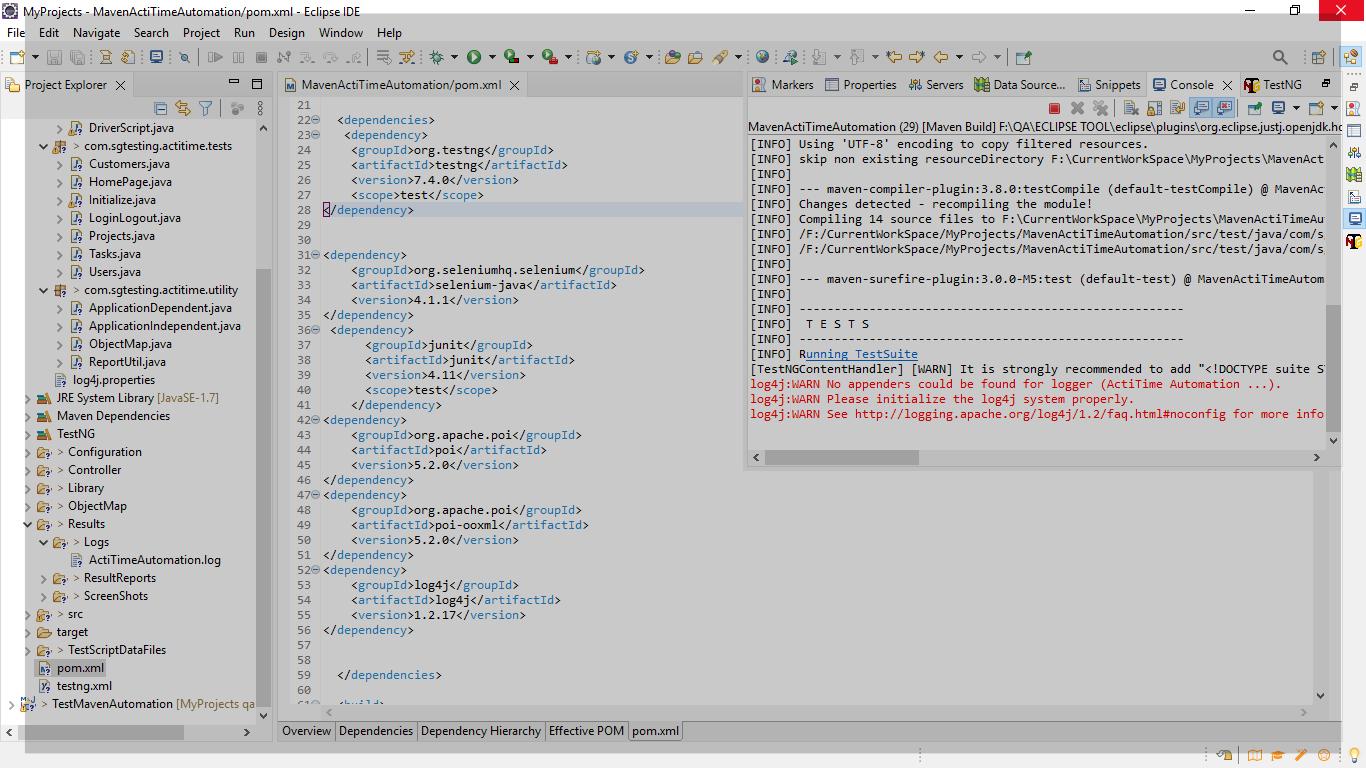 MyProjects - MavenActiTimeAutomation/pom.xml - Eclipse IDE
File Edit Navigate Search Project Run Design Window Help
Project Explorer
DriverScript.java
> com.sgtesting.actitime.tests
> Customers.java
> HomePage.java
> Initialize.java
> LoginLogout.java
> Projects.java
> Tasks.java
> Users.java
> com.sgtesting.actitime.utility
> ApplicationDependent.java
> ApplicationIndependent.java
> ObjectMap.java
> ReportUtil.java
log4j.properties
JRE System Library [JavaSE-1.7]
Maven Dependencies
TestNG
> Configuration
> Controller
> Library
> ObjectMap
> Results
> Logs
ActiTimeAutomation.log
> ResultReports
> ScreenShots
> src
target
> TestScriptDataFiles
pom.xml
testng.xml
> TestMavenAutomation [MyProjects qa
MavenActiTimeAutomation/pom.xml
21
22 <dependencies>
23 <dependency>
24 <groupId>org.testng</groupId>
25 <artifactId>testng</artifactId>
26 <version>7.4.0</version>
27 <scope>test</scope>
28 </dependency>
29
30
31 <dependency>
32 <groupId>org.seleniumhq.selenium</groupId>
33 <artifactId>selenium-java</artifactId>
34 <version>4.1.1</version>
35 </dependency>
36 <dependency>
37 <groupId>junit</groupId>
38 <artifactId>junit</artifactId>
39 <version>4.11</version>
40 <scope>test</scope>
41 </dependency>
42 <dependency>
43 <groupId>org.apache.poi</groupId>
44 <artifactId>poi</artifactId>
45 <version>5.2.0</version>
46 </dependency>
47 <dependency>
48 <groupId>org.apache.poi</groupId>
49 <artifactId>poi-ooxml</artifactId>
50 <version>5.2.0</version>
51 </dependency>
52 <dependency>
53 <groupId>log4j</groupId>
54 <artifactId>log4j</artifactId>
55 <version>1.2.17</version>
56 </dependency>
57
58
59 </dependencies>
60
61 <build>
Overview Dependencies Dependency Hierarchy Effective POM pom.xml
Markers Properties Servers Data Source... Snippets Console TestNG
MavenActiTimeAutomation (29) [Maven Build] F:\QA\ECLIPSE TOOL\eclipse\plugins\org.eclipse.justj.openjdk.ho
[INFO] Using 'UTF-8' encoding to copy filtered resources.
[INFO] skip non existing resourceDirectory F:\CurrentWorkSpace\MyProjects\MavenActi
[INFO]
[INFO] --- maven-compiler-plugin:3.8.0:testCompile (default-testCompile) @ MavenAc
[INFO] Changes detected - recompiling the module!
[INFO] Compiling 14 source files to F:\CurrentWorkSpace\MyProjects\MavenActiTimeAu
[INFO] /F:/CurrentWorkSpace/MyProjects/MavenActiTimeAutomation/src/test/java/com/s
[INFO] /F:/CurrentWorkSpace/MyProjects/MavenActiTimeAutomation/src/test/java/com/s
[INFO]
[INFO] --- maven-surefire-plugin:3.0.0-M5:test (default-test) @ MavenActiTimeAutom
[INFO]
[INFO] -------------------------------------------------------
[INFO] T E S T S
[INFO] -------------------------------------------------------
[INFO] Running TestSuite
[TestNGContentHandler] [WARN] It is strongly recommended to add "<!DOCTYPE suite S
log4j:WARN No appenders could be found for logger (ActiTime Automation ...).
log4j:WARN Please initialize the log4j system properly.
log4j:WARN See http://logging.apache.org/log4j/1.2/faq.html#noconfig for more info